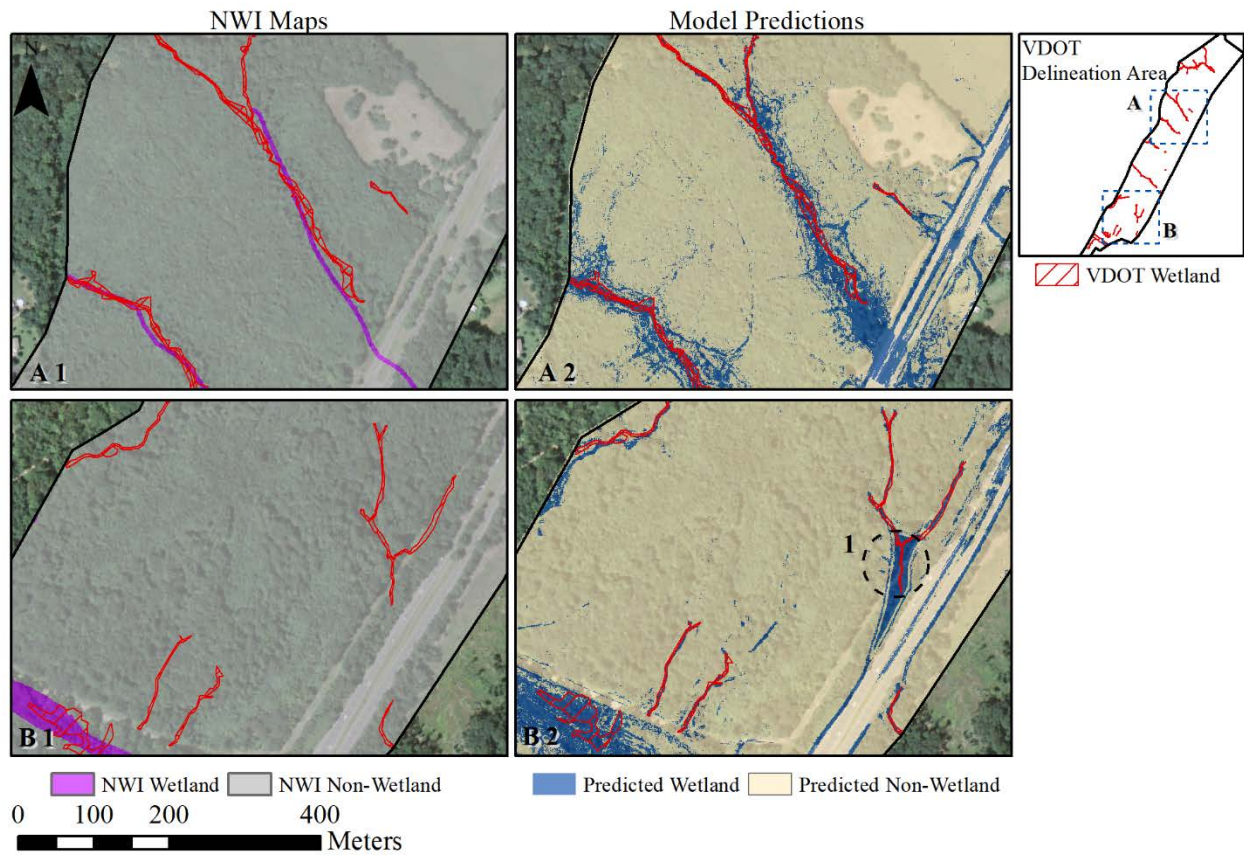 NWI Maps
Model Predictions
N
A 1
A 2
VDOT
Delineation Area
A
B
VDOT Wetland
B 1
1
B 2
NWI Wetland
NWI Non-Wetland
Predicted Wetland
Predicted Non-Wetland
0 100 200 400
Meters